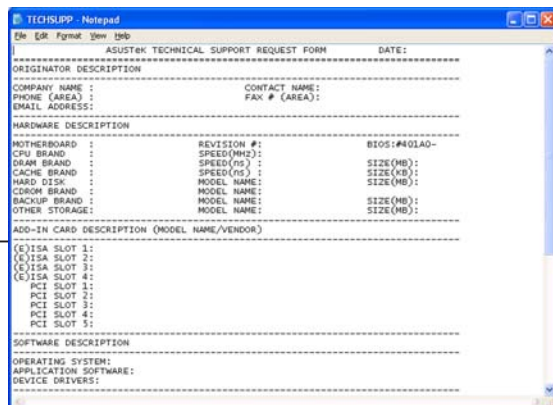 TECHSUPP - Notepad
File Edit Format View Help
ASUSTeK TECHNICAL SUPPORT REQUEST FORM DATE:
ORIGINATOR DESCRIPTION
COMPANY NAME : CONTACT NAME:
PHONE (AREA) : FAX # (AREA):
EMAIL ADDRESS:
HARDWARE DESCRIPTION
MOTHERBOARD : REVISION #: BIOS:#401A0-
CPU BRAND : SPEED(MHz):
DRAM BRAND : SPEED(ns) : SIZE(MB):
CACHE BRAND : SPEED(ns) : SIZE(KB):
HARD DISK : MODEL NAME: SIZE(MB):
CDROM BRAND : MODEL NAME:
BACKUP BRAND : MODEL NAME: SIZE(MB):
OTHER STORAGE: MODEL NAME: SIZE(MB):
ADD-IN CARD DESCRIPTION (MODEL NAME/VENDOR)
(E)ISA SLOT 1:
(E)ISA SLOT 2:
(E)ISA SLOT 3:
(E)ISA SLOT 4:
PCI SLOT 1:
PCI SLOT 2:
PCI SLOT 3:
PCI SLOT 4:
PCI SLOT 5:
SOFTWARE DESCRIPTION
OPERATING SYSTEM:
APPLICATION SOFTWARE:
DEVICE DRIVERS: